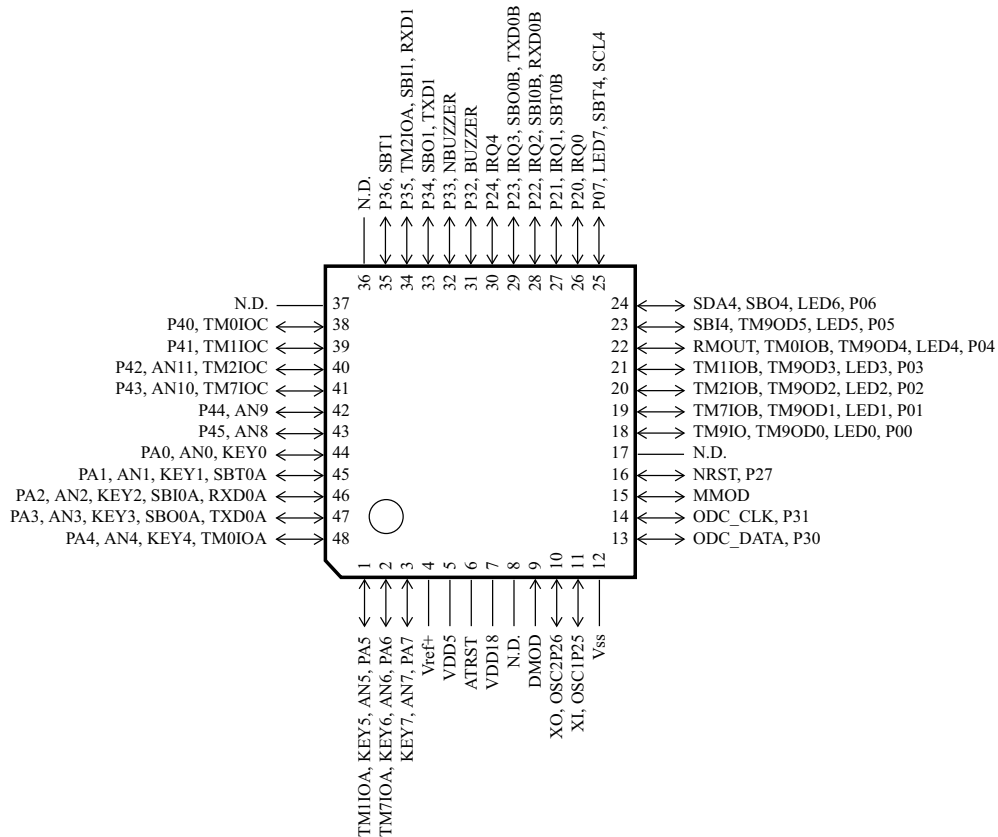 N.D.
P36, SBT1
P35, TM2IOA, SBI1, RXD1
P34, SBO1, TXD1
P33, NBUZZER
P32, BUZZER
P24, IRQ4
P23, IRQ3, SBO0B, TXD0B
P22, IRQ2, SBI0B, RXD0B
P21, IRQ1, SBT0B
P20, IRQ0
P07, LED7, SBT4, SCL4
36
35
34
33
32
31
30
29
28
27
26
25
N.D. 37
P40, TM0IOC 38
P41, TM1IOC 39
P42, AN11, TM2IOC 40
P43, AN10, TM7IOC 41
P44, AN9 42
P45, AN8 43
PA0, AN0, KEY0 44
PA1, AN1, KEY1, SBT0A 45
PA2, AN2, KEY2, SBI0A, RXD0A 46
PA3, AN3, KEY3, SBO0A, TXD0A 47
PA4, AN4, KEY4, TM0IOA 48
24 SDA4, SBO4, LED6, P06
23 SBI4, TM9OD5, LED5, P05
22 RMOUT, TM0IOB, TM9OD4, LED4, P04
21 TM1IOB, TM9OD3, LED3, P03
20 TM2IOB, TM9OD2, LED2, P02
19 TM7IOB, TM9OD1, LED1, P01
18 TM9IO, TM9OD0, LED0, P00
17 N.D.
16 NRST, P27
15 MMOD
14 ODC_CLK, P31
13 ODC_DATA, P30
1
2
3
4
5
6
7
8
9
10
11
12
TM1IOA, KEY5, AN5, PA5
TM7IOA, KEY6, AN6, PA6
KEY7, AN7, PA7
Vref+
VDD5
ATRST
VDD18
N.D.
DMOD
XO, OSC2P26
XI, OSC1P25
Vss